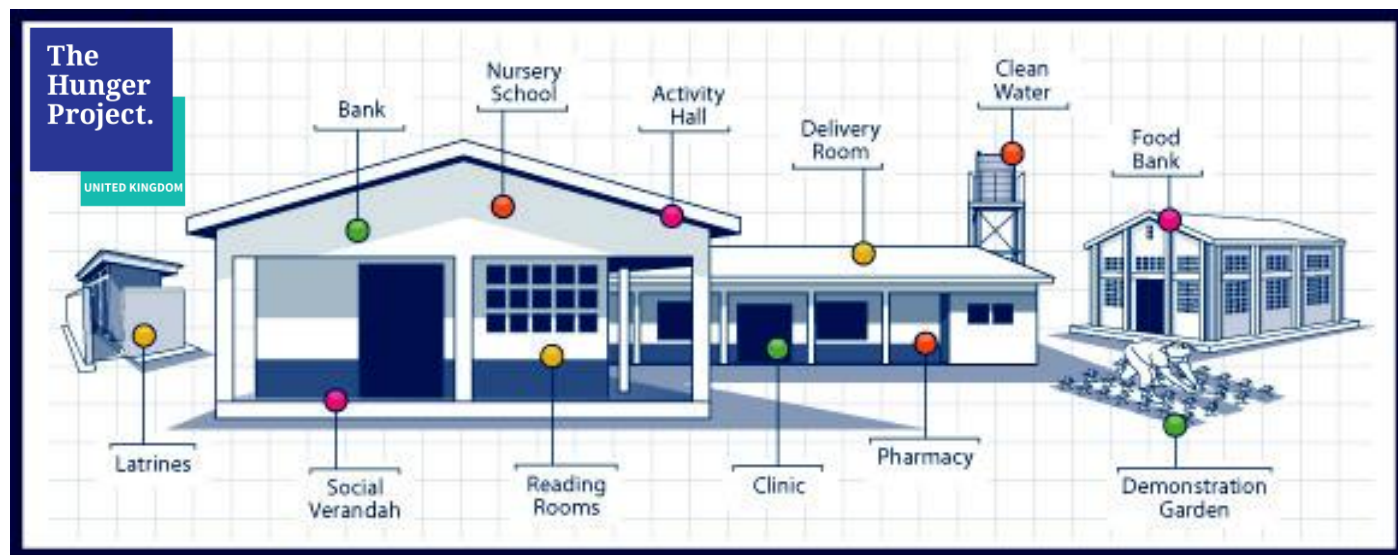 The
Hunger
Project.
UNITED KINGDOM
Bank
Nursery
School
Activity
Hall
Delivery
Room
Clean
Water
Food
Bank
Latrines
Social
Verandah
Reading
Rooms
Clinic
Pharmacy
Demonstration
Garden